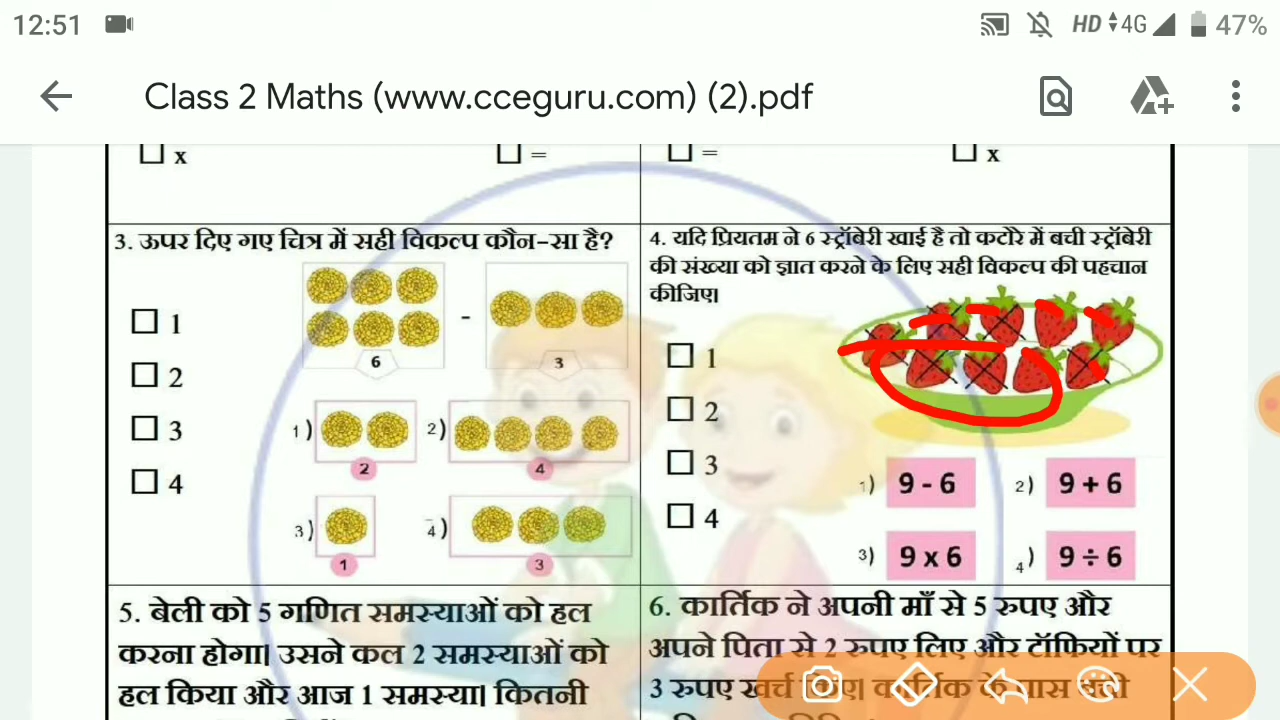 12:51
HD 4G 47%
Class 2 Maths (www.cceguru.com) (2).pdf
x =
= x
3. ऊपर दिए गए चित्र में सही विकल्प कौन-सा है?
6 - 3
1
2
3
4
1) 2
2) 4
3) 1
4) 3
4. यदि प्रियतम ने 6 स्ट्रॉबेरी खाई है तो कटोरे में बची स्ट्रॉबेरी
की संख्या को ज्ञात करने के लिए सही विकल्प की पहचान
कीजिए।
1
2
3
4
1) 9 - 6
2) 9 + 6
3) 9 x 6
4) 9 ÷ 6
5. बेली को 5 गणित समस्याओं को हल
करना होगा। उसने कल 2 समस्याओं को
हल किया और आज 1 समस्या। कितनी
6. कार्तिक ने अपनी माँ से 5 रुपए और
अपने पिता से 2 रुपए लिए और टॉफियों पर
3 रुपए खर्च किए। कार्तिक के पास बची